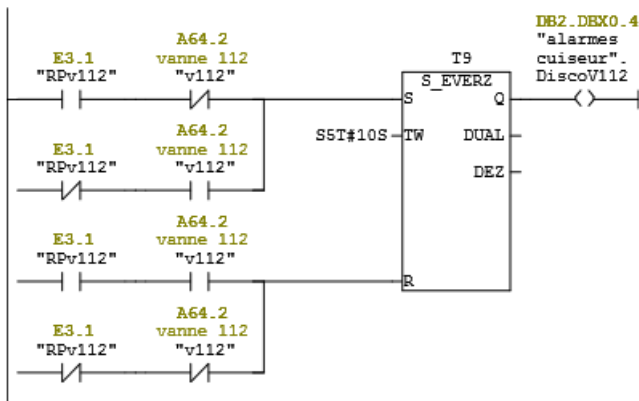 DB2.DBX0.4
"alarmes
cuiseur".
DiscoV112
E3.1
"RPv112"
A64.2
vanne 112
"v112"
T9
S_EVERZ
S
Q
E3.1
"RPv112"
A64.2
vanne 112
"v112"
S5T#10S
TW
DUAL
DEZ
E3.1
"RPv112"
A64.2
vanne 112
"v112"
R
E3.1
"RPv112"
A64.2
vanne 112
"v112"